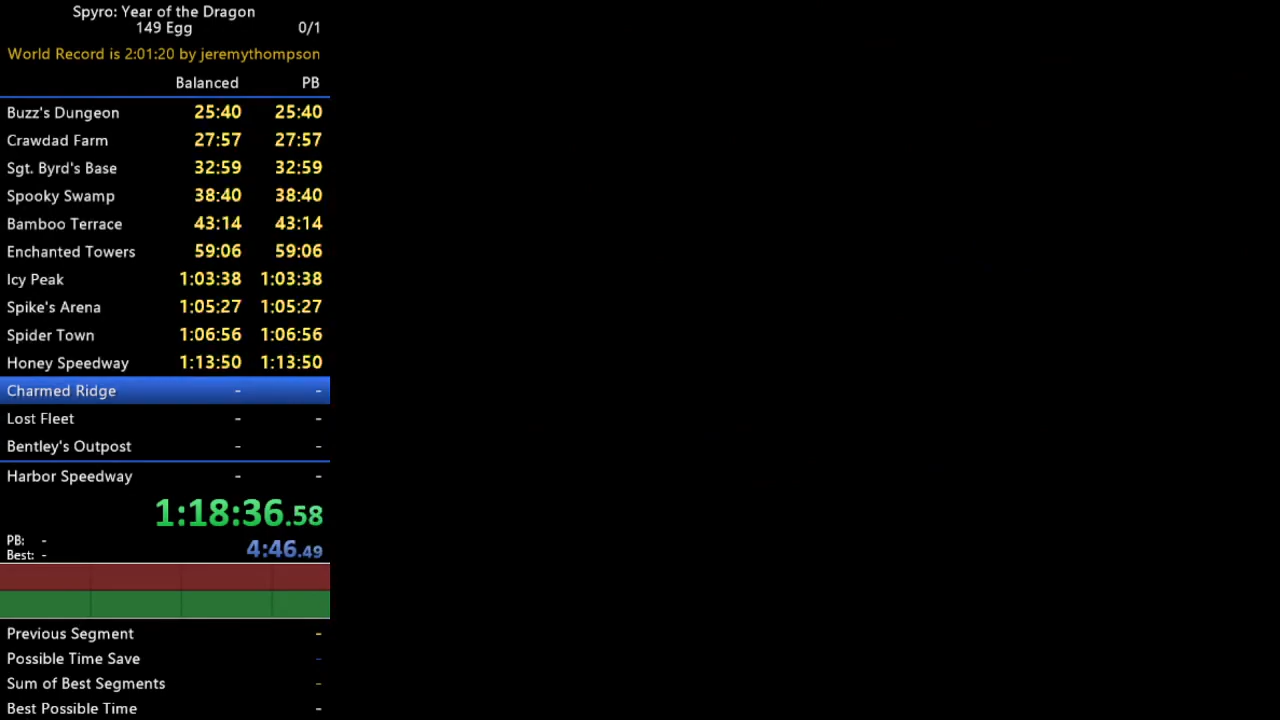 Spyro: Year of the Dragon
149 Egg 0/1
World Record is 2:01:20 by jeremythompson
Balanced PB
Buzz's Dungeon 25:40 25:40
Crawdad Farm 27:57 27:57
Sgt. Byrd's Base 32:59 32:59
Spooky Swamp 38:40 38:40
Bamboo Terrace 43:14 43:14
Enchanted Towers 59:06 59:06
Icy Peak 1:03:38 1:03:38
Spike's Arena 1:05:27 1:05:27
Spider Town 1:06:56 1:06:56
Honey Speedway 1:13:50 1:13:50
Charmed Ridge - -
Lost Fleet - -
Bentley's Outpost - -
Harbor Speedway - -
1:18:36.58
PB: -
Best: - 4:46.49
Previous Segment -
Possible Time Save -
Sum of Best Segments -
Best Possible Time -